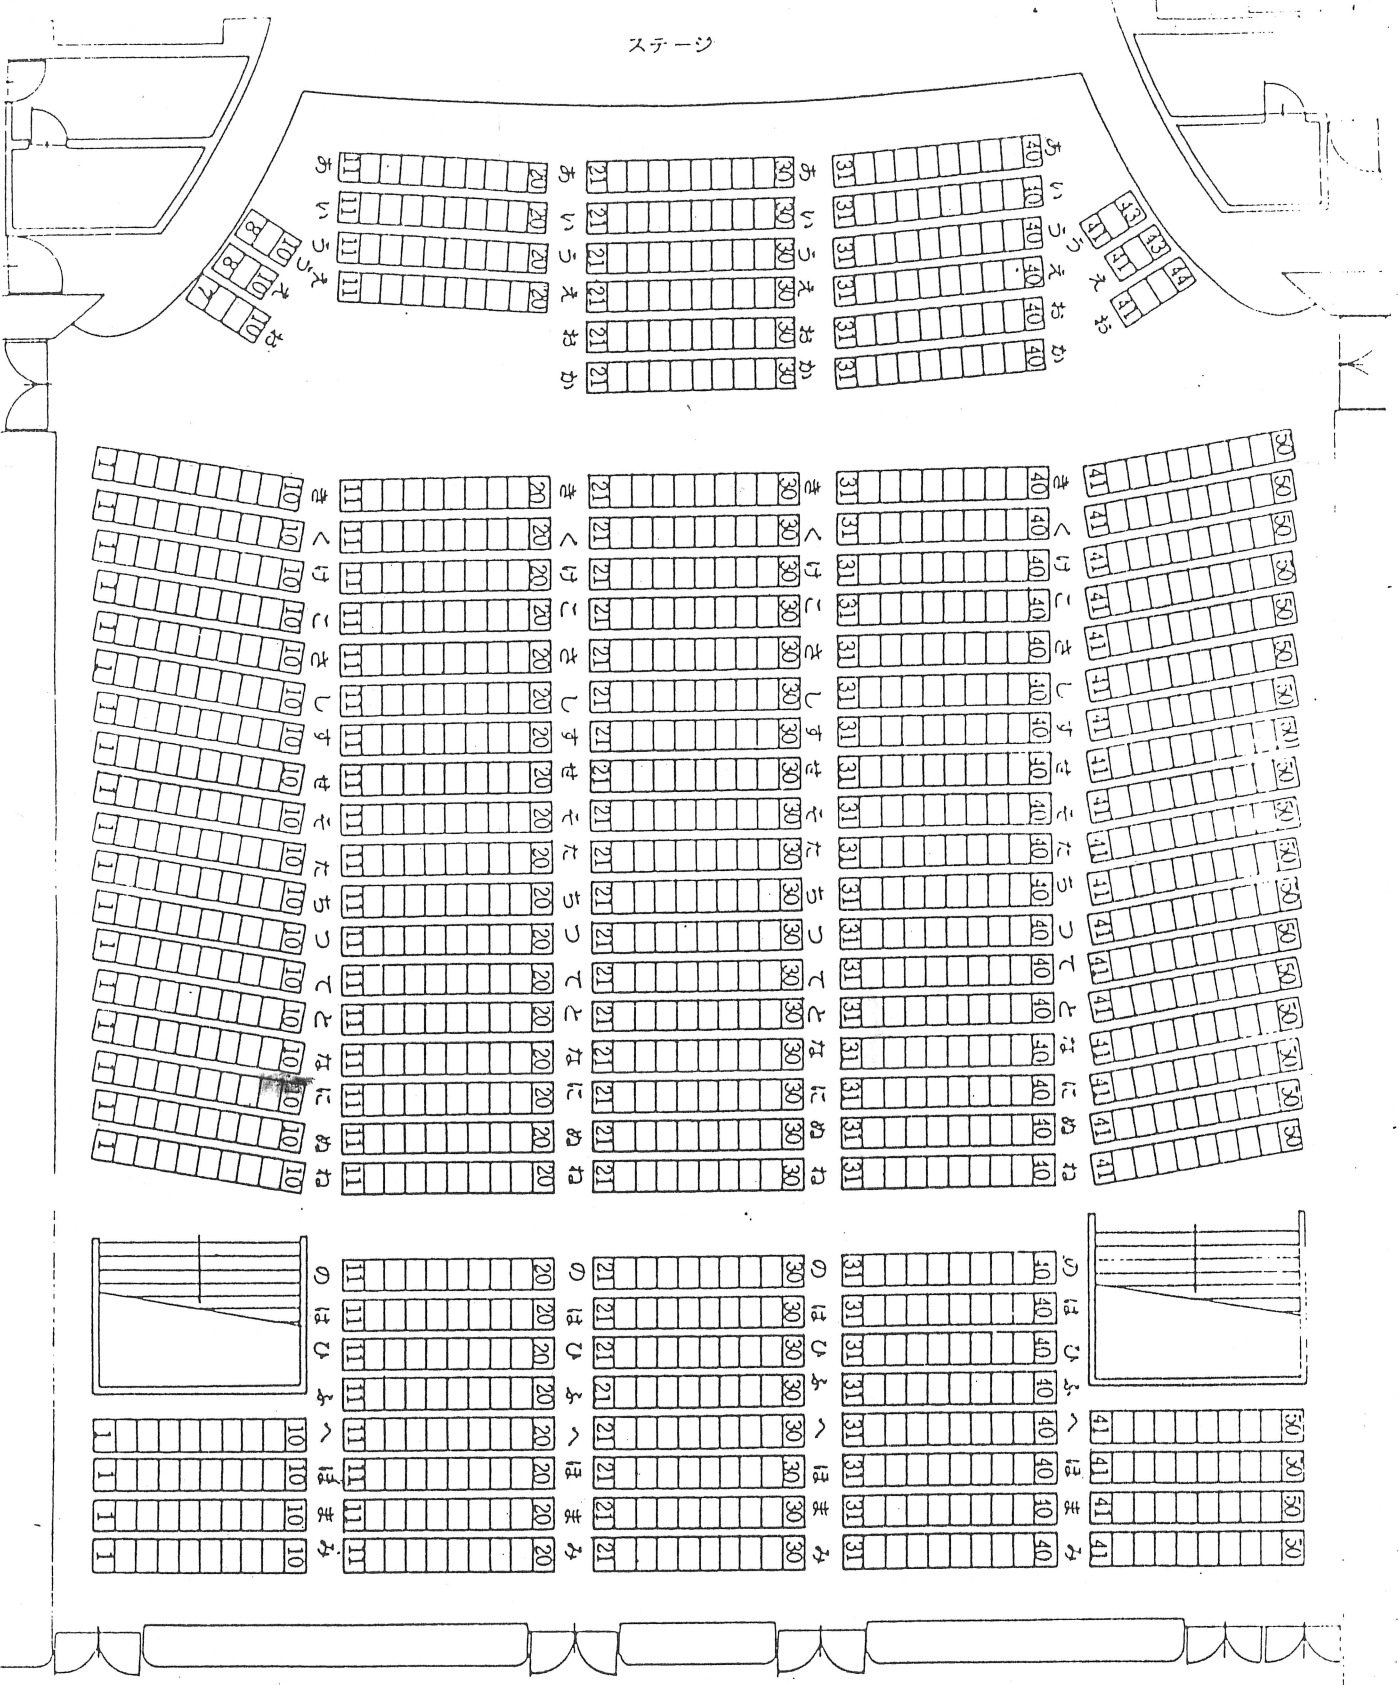 ステージ
あ 11 20 あ 21 30 あ 31 40 あ
い 11 20 い 21 30 い 31 40 い
8 10 う 11 20 う 21 30 う 31 40 う 41 43
8 10 え 11 20 え 21 30 え 31 40 え 41 43
7 10 お お 21 30 お 31 40 お 41 44
か 21 30 か 31 40 か
1 10 き 11 20 き 21 30 き 31 40 き 41 50
1 10 く 11 20 く 21 30 く 31 40 く 41 50
1 10 け 11 20 け 21 30 け 31 40 け 41 50
1 10 こ 11 20 こ 21 30 こ 31 40 こ 41 50
1 10 さ 11 20 さ 21 30 さ 31 40 さ 41 50
1 10 し 11 20 し 21 30 し 31 40 し 41 50
1 10 す 11 20 す 21 30 す 31 40 す 41 50
1 10 せ 11 20 せ 21 30 せ 31 40 せ 41 50
1 10 そ 11 20 そ 21 30 そ 31 40 そ 41 50
1 10 た 11 20 た 21 30 た 31 40 た 41 50
1 10 ち 11 20 ち 21 30 ち 31 40 ち 41 50
1 10 つ 11 20 つ 21 30 つ 31 40 つ 41 50
1 10 て 11 20 て 21 30 て 31 40 て 41 50
1 10 と 11 20 と 21 30 と 31 40 と 41 50
1 10 な 11 20 な 21 30 な 31 40 な 41 50
1 10 に 11 20 に 21 30 に 31 40 に 41 50
1 10 ぬ 11 20 ぬ 21 30 ぬ 31 40 ぬ 41 50
1 10 ね 11 20 ね 21 30 ね 31 40 ね 41 50
の 11 20 の 21 30 の 31 40 の
は 11 20 は 21 30 は 31 40 は
ひ 11 20 ひ 21 30 ひ 31 40 ひ
ふ 11 20 ふ 21 30 ふ 31 40 ふ
1 10 へ 11 20 へ 21 30 へ 31 40 へ 41 50
1 10 ほ 11 20 ほ 21 30 ほ 31 40 ほ 41 50
1 10 ま 11 20 ま 21 30 ま 31 40 ま 41 50
1 10 み 11 20 み 21 30 み 31 40 み 41 50